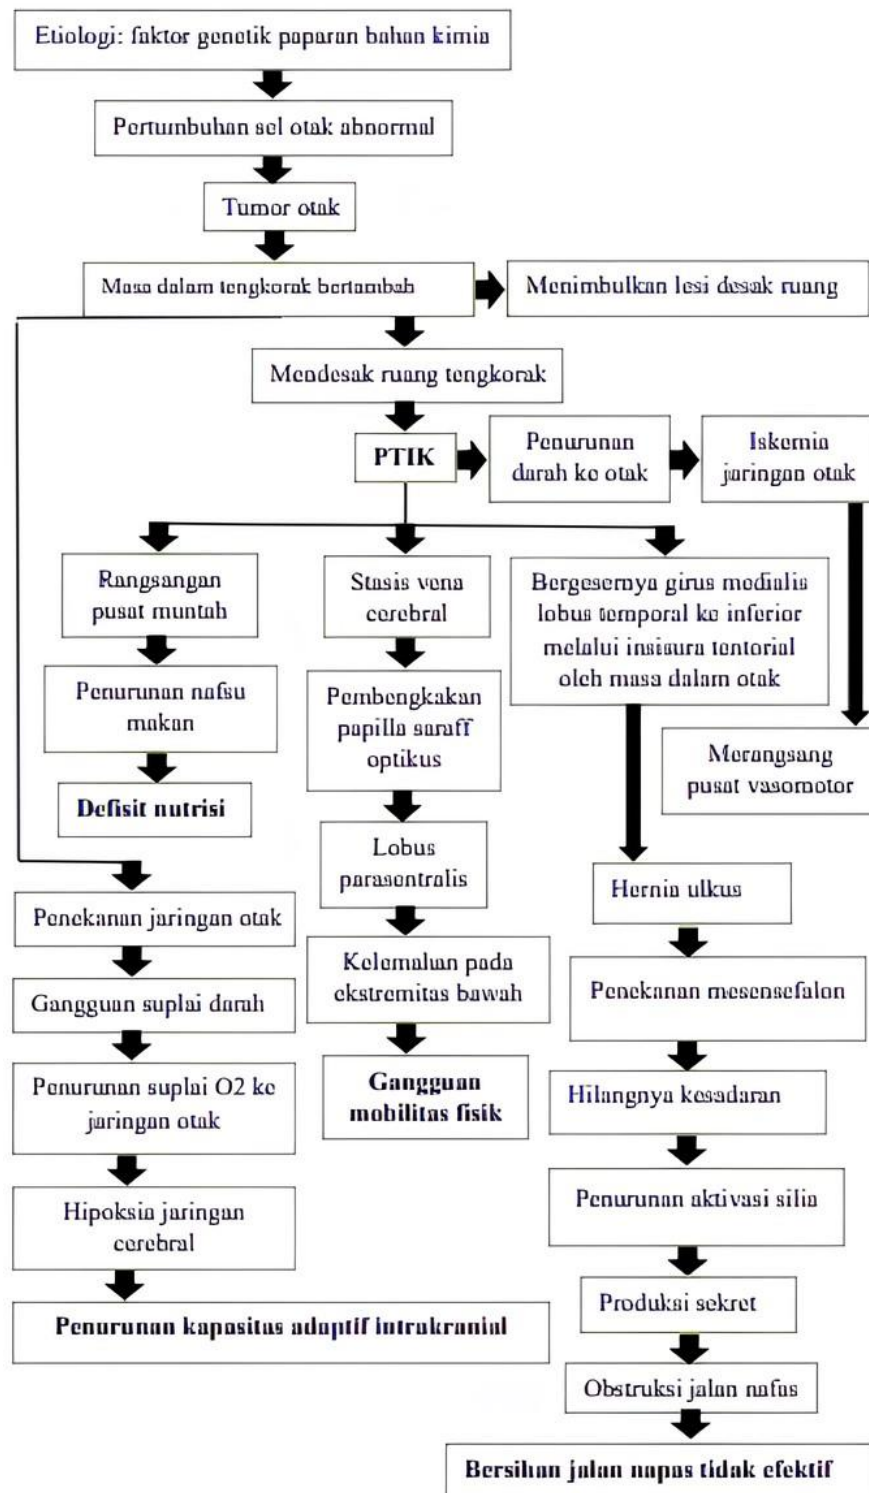 Etiologi: faktor genetik paparan bahan kimia
Pertumbuhan sel otak abnormal
Tumor otak
Masa dalam tengkorak bertambah
Menimbulkan lesi desak ruang
Mendesak ruang tengkorak
PTIK
Penurunan
darah ke otak
Iskemia
jaringan otak
Rangsangan
pusat muntah
Stasis vena
cerebral
Bergesernya girus medialis
lobus temporal ke inferior
melalui insisura tentorial
oleh masa dalam otak
Penurunan nafsu
makan
Pembengkakan
papilla saraff
optikus
Merangsang
pusat vasomotor
Defisit nutrisi
Lobus
parasentralis
Hernia ulkus
Penekanan jaringan otak
Kelemahan pada
ekstremitas bawah
Penekanan mesensefalon
Gangguan suplai darah
Gangguan
mobilitas fisik
Penurunan suplai O2 ke
jaringan otak
Hilangnya kesadaran
Hipoksia jaringan
cerebral
Penurunan aktivasi silia
Produksi sekret
Penurunan kapasitas adaptif intrakranial
Obstruksi jalan nafas
Bersihan jalan napas tidak efektif